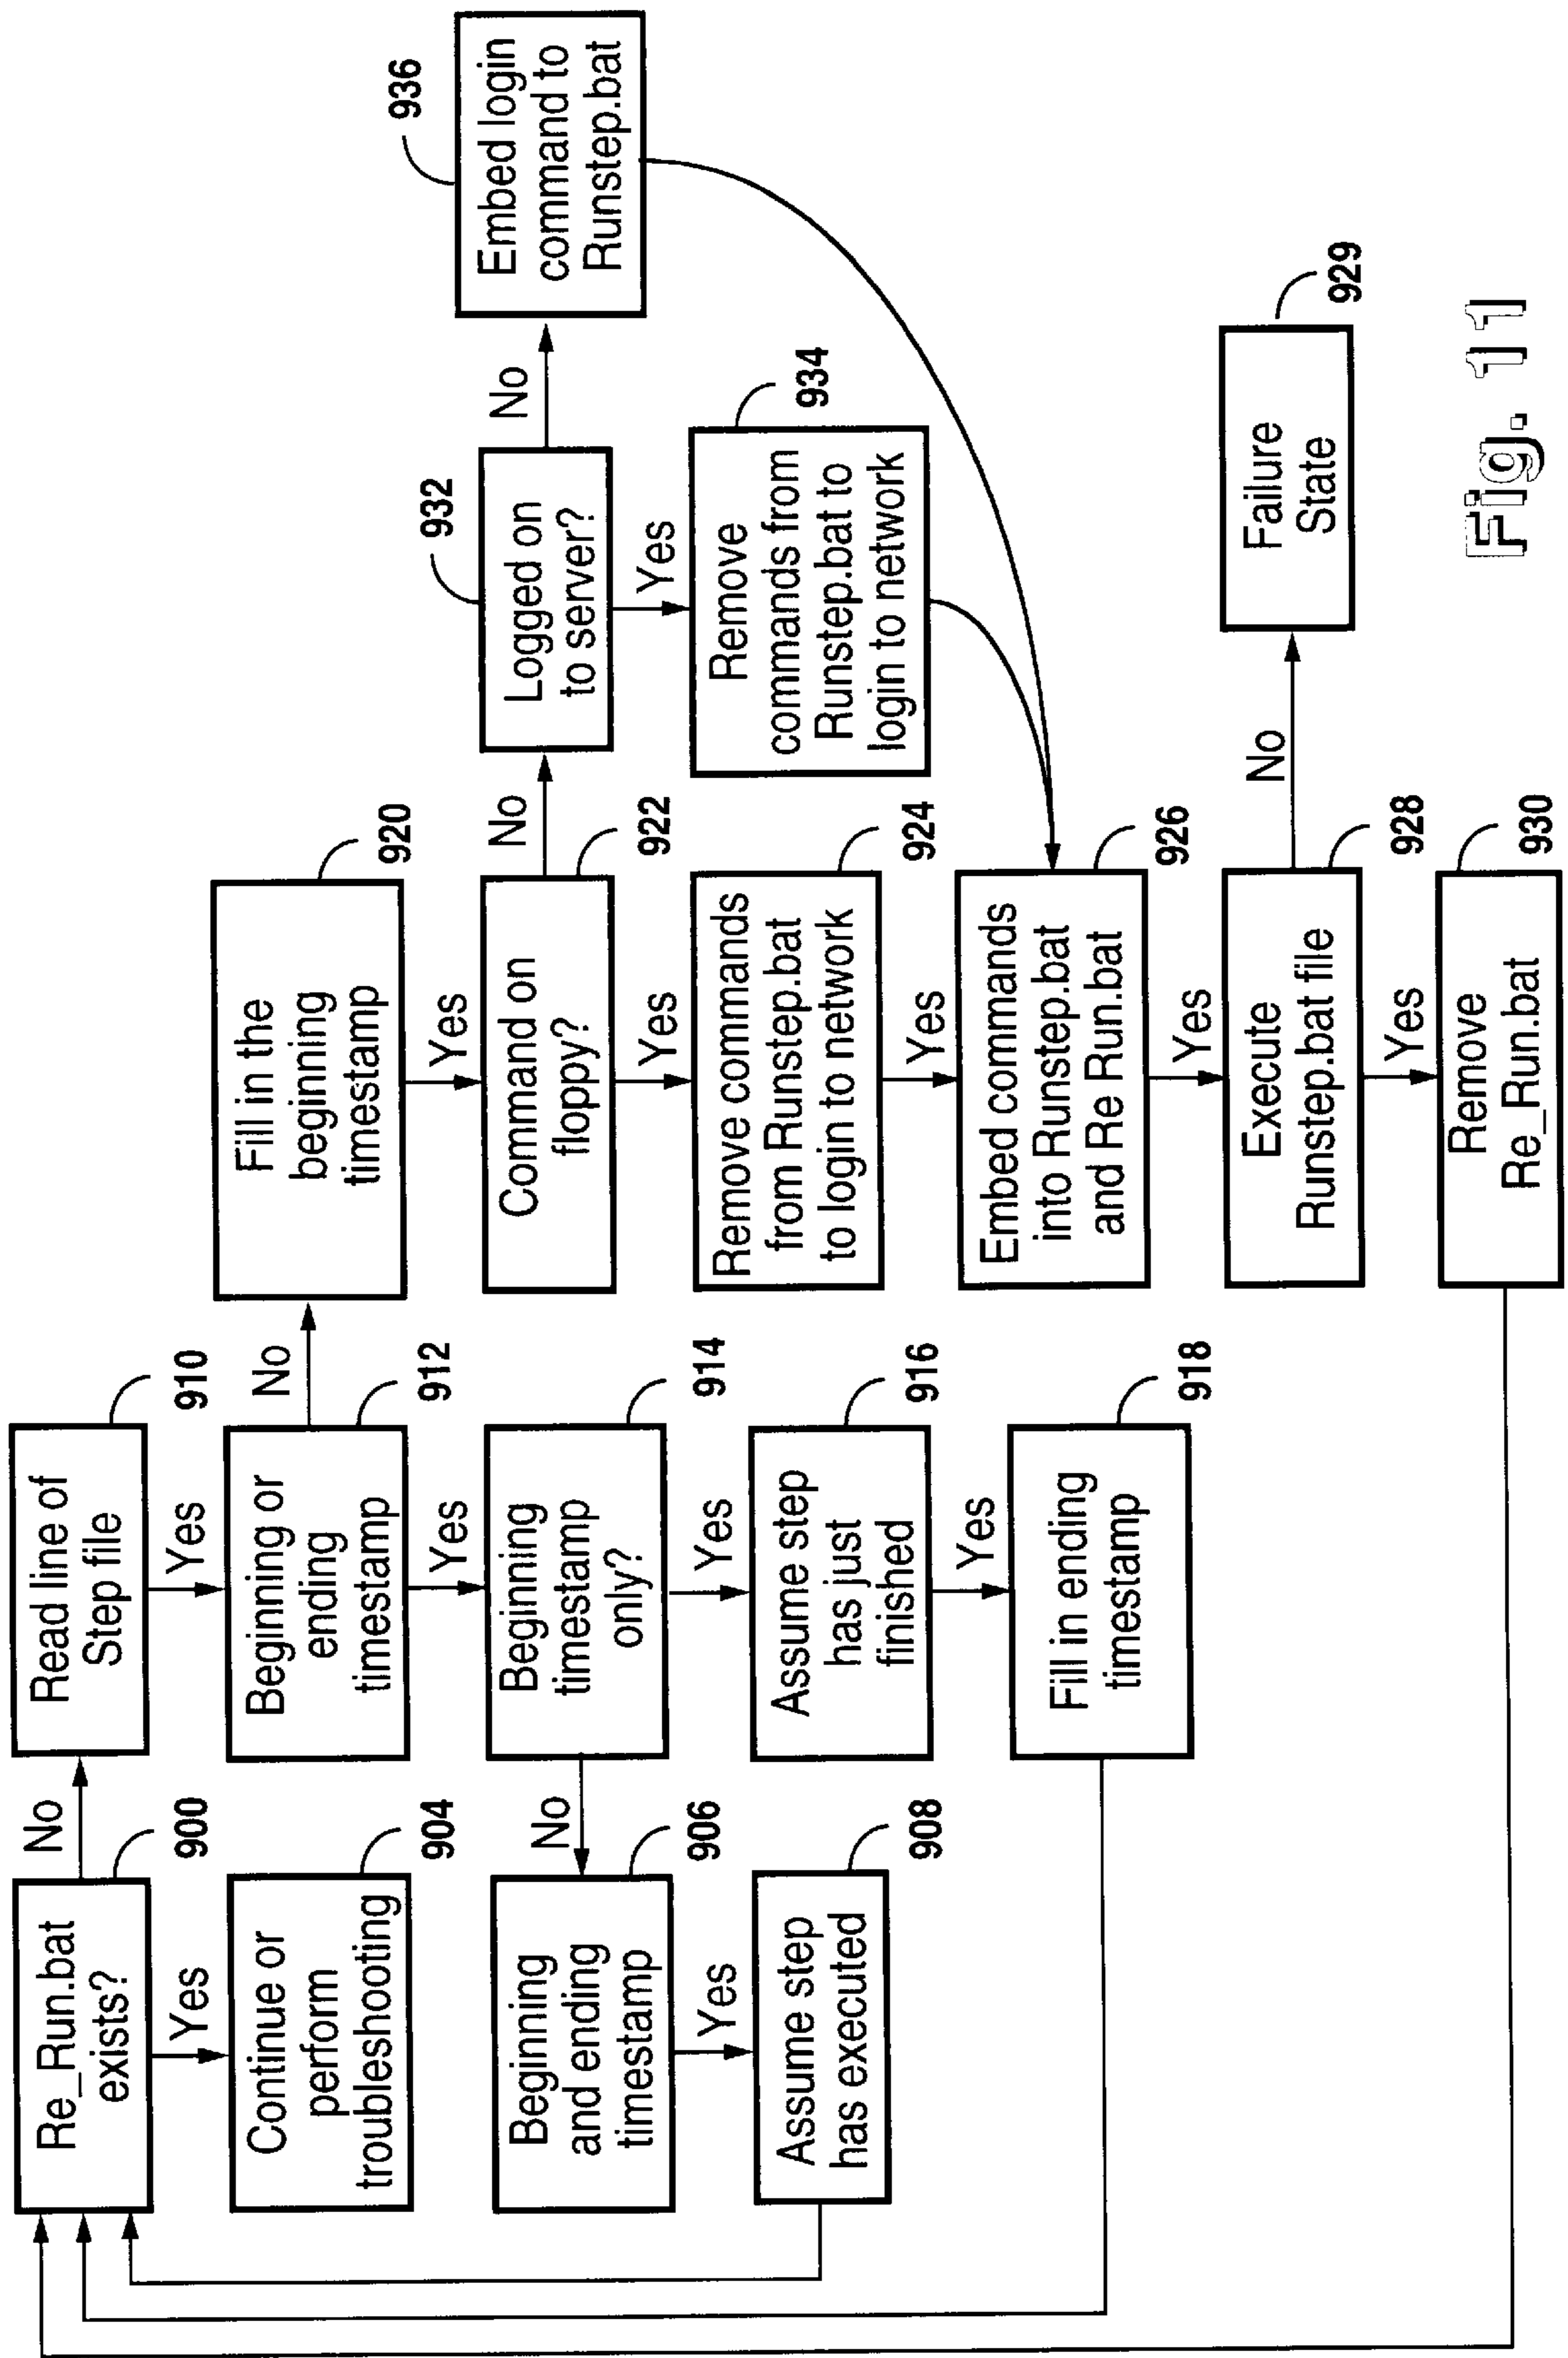 Re_Run.bat
exists?
900
No
Yes
Continue or
perform
troubleshooting
904
Beginning
and ending
timestamp
906
Yes
Assume step
has executed
908
Read line of
Step file
910
Yes
Beginning or
ending
timestamp
912
No
Yes
Beginning
timestamp
only?
914
No
Yes
Assume step
has just
finished
916
Yes
Fill in ending
timestamp
918
Fill in the
beginning
timestamp
920
Yes
Command on
floppy?
922
No
Yes
Remove commands
from Runstep.bat
to login to network
924
Yes
Embed commands
into Runstep.bat
and Re Run.bat
926
Yes
Execute
Runstep.bat file
928
No
Yes
Remove
Re_Run.bat
930
Logged on
to server?
932
No
Yes
Remove
commands from
Runstep.bat to
login to network
934
Embed login
command to
Runstep.bat
936
Failure
State
929
Fig. 11